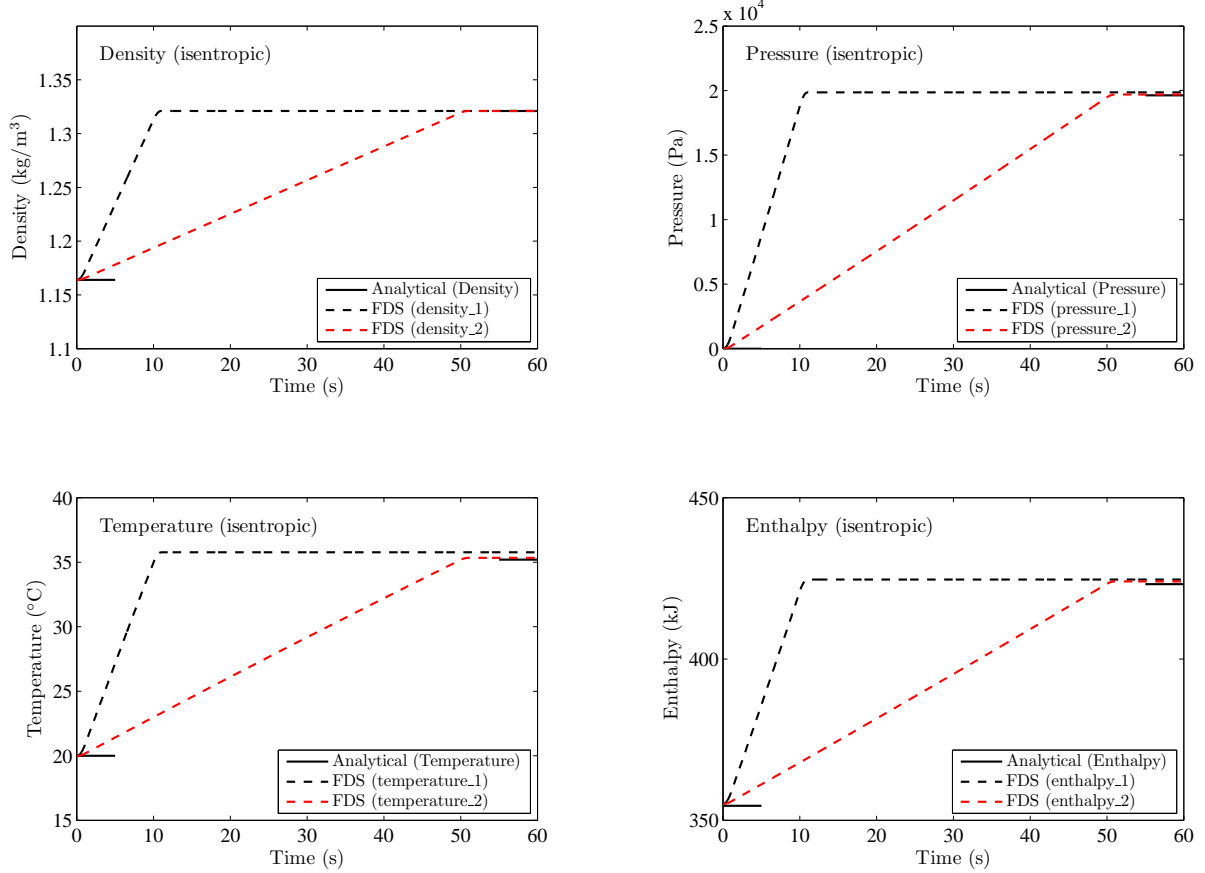 Density (isentropic)
1.35
1.3
1.25
1.2
1.15
1.1
Density (kg/m³)
Analytical (Density)
FDS (density_1)
FDS (density_2)
0 10 20 30 40 50 60
Time (s)
x 10⁴
Pressure (isentropic)
2.5
2
1.5
1
0.5
0
Pressure (Pa)
Analytical (Pressure)
FDS (pressure_1)
FDS (pressure_2)
0 10 20 30 40 50 60
Time (s)
Temperature (isentropic)
40
35
30
25
20
15
Temperature (°C)
Analytical (Temperature)
FDS (temperature_1)
FDS (temperature_2)
0 10 20 30 40 50 60
Time (s)
Enthalpy (isentropic)
450
400
350
Enthalpy (kJ)
Analytical (Enthalpy)
FDS (enthalpy_1)
FDS (enthalpy_2)
0 10 20 30 40 50 60
Time (s)